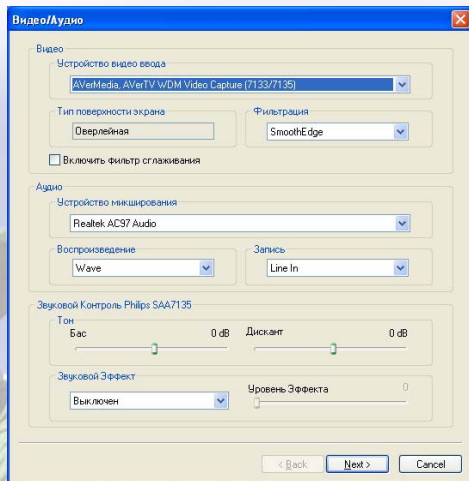 Видео/Аудио
Видео
Устройство видео ввода
AVerMedia, AVerTV WDM Video Capture (7133/7135)
Тип поверхности экрана
Фильтрация
Оверлейная
SmoothEdge
Включить фильтр сглаживания
Аудио
Устройство микширования
Realtek AC97 Audio
Воспроизведение
Запись
Wave
Line In
Звуковой Контроль Philips SAA7135
Тон
Бас 0 dB Дискант 0 dB
Звуковой Эффект
Уровень Эффекта 0
Выключен
< Back Next > Cancel